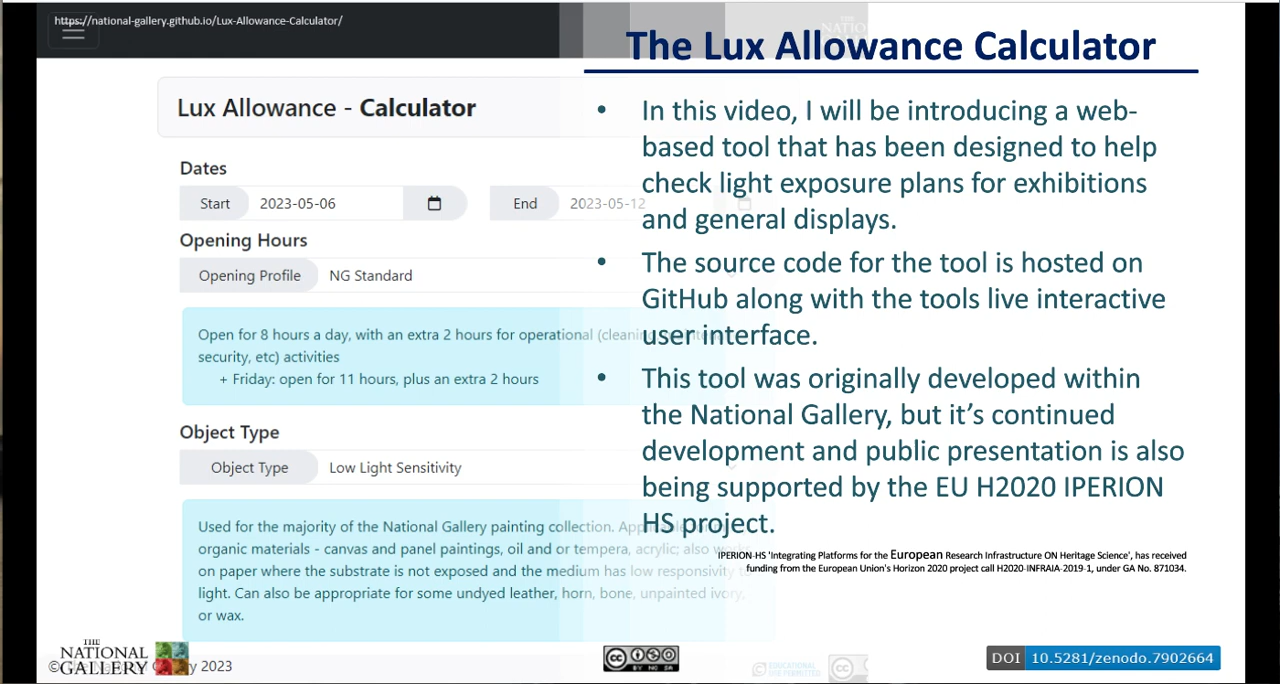 https://national-gallery.github.io/Lux-Allowance-Calculator/
The Lux Allowance Calculator
Lux Allowance - Calculator
Dates
Start 2023-05-06 End 2023-05-12
Opening Hours
Opening Profile NG Standard
Open for 8 hours a day, with an extra 2 hours for operational
security, etc) activities
+ Friday: open for 11 hours, plus an extra 2 hours
Object Type
Object Type Low Light Sensitivity
Used for the majority of the National Gallery painting collection.
organic materials - canvas and panel paintings, oil and or tempera, acrylic; also
on paper where the substrate is not exposed and the medium has low responsivity
light. Can also be appropriate for some undyed leather, horn, bone, unpainted ivory,
or wax.
• In this video, I will be introducing a web-
based tool that has been designed to help
check light exposure plans for exhibitions
and general displays.
• The source code for the tool is hosted on
GitHub along with the tools live interactive
user interface.
• This tool was originally developed within
the National Gallery, but it's continued
development and public presentation is also
being supported by the EU H2020 IPERION
HS project.
IPERION-HS 'Integrating Platforms for the European Research Infrastructure ON Heritage Science', has received
funding from the European Union's Horizon 2020 project call H2020-INFRAIA-2019-1, under GA No. 871034.
THE
NATIONAL
GALLERY
2023
cc BY NC SA
DOI 10.5281/zenodo.7902664